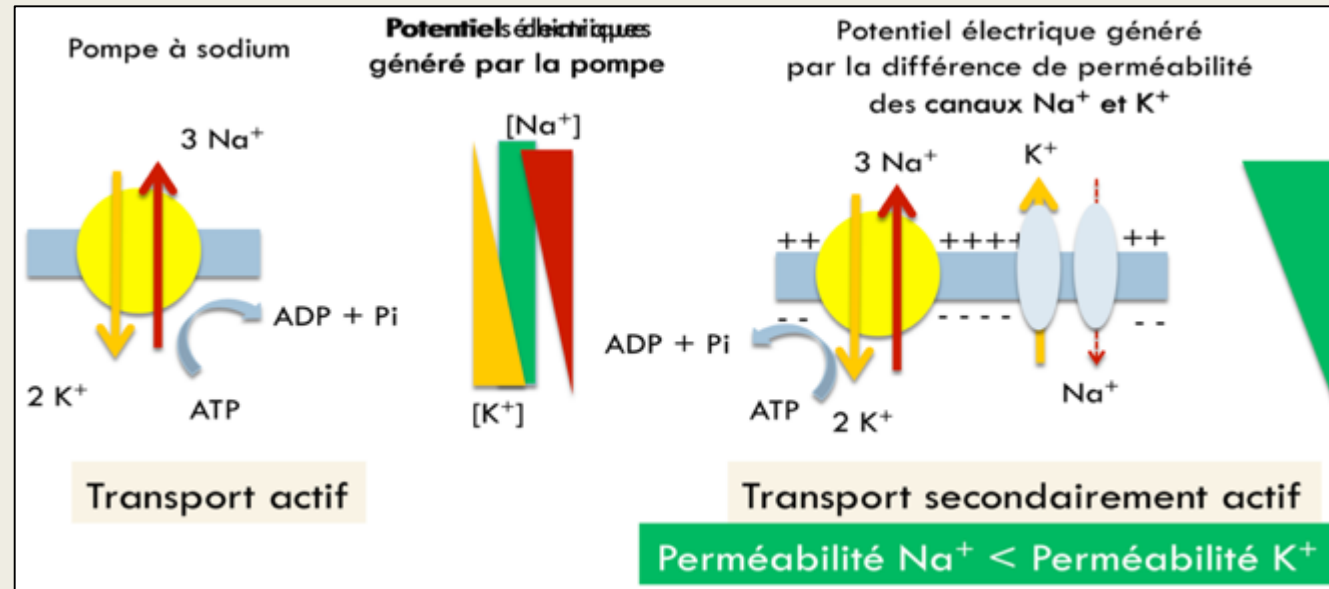 Pompe à sodium
3 Na⁺
2 K⁺
ATP
ADP + Pi
Transport actif
Potentiel
généré par la pompe
[Na⁺]
[K⁺]
Potentiel électrique généré
par la différence de perméabilité
des canaux Na⁺ et K⁺
3 Na⁺
K⁺
++ ++++ ++
- - - - - - - -
ADP + Pi
ATP
2 K⁺
Na⁺
Transport secondairement actif
Perméabilité Na⁺ < Perméabilité K⁺